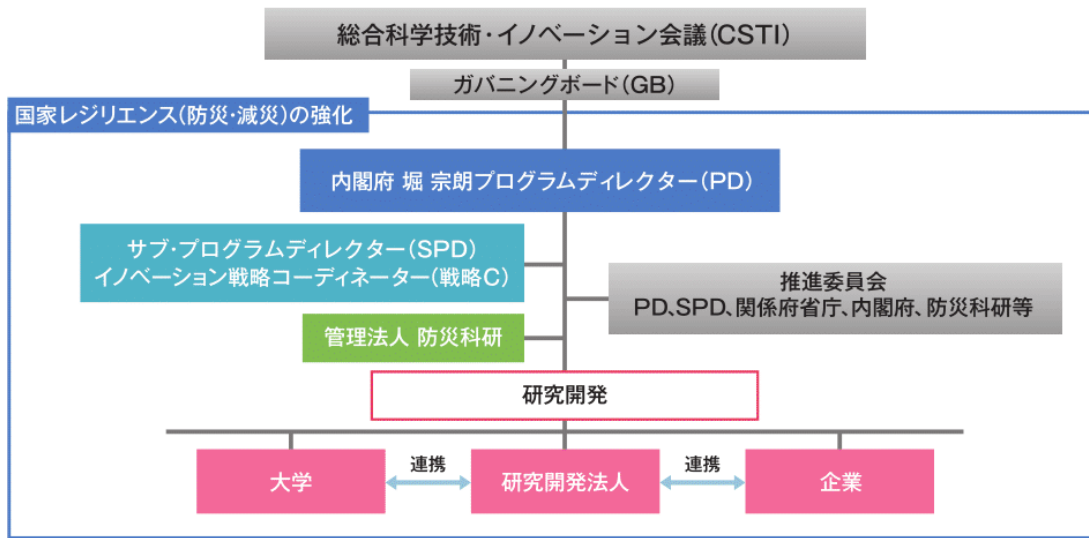 総合科学技術・イノベーション会議(CSTI)
ガバニングボード(GB)
国家レジリエンス(防災・減災)の強化
内閣府 堀 宗朗プログラムディレクター(PD)
サブ・プログラムディレクター(SPD)
イノベーション戦略コーディネーター(戦略C)
推進委員会
PD、SPD、関係府省庁、内閣府、防災科研等
管理法人 防災科研
研究開発
大学
連携
研究開発法人
連携
企業